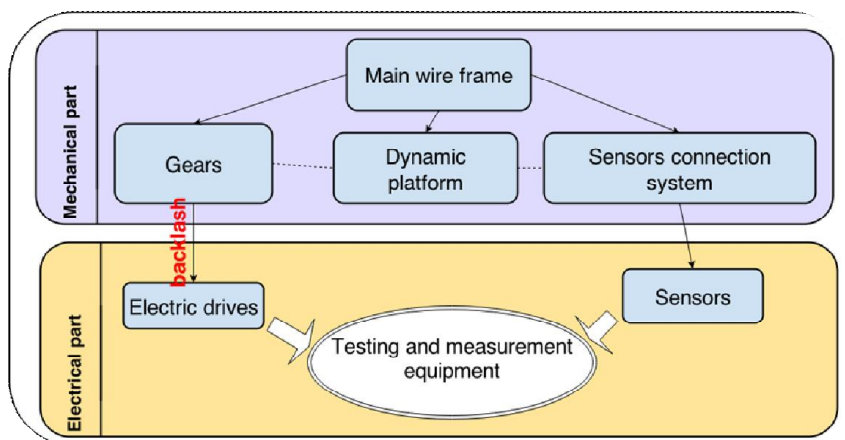 Mechanical part
Main wire frame
Gears
Dynamic
platform
Sensors connection
system
backlash
Electrical part
Electric drives
Sensors
Testing and measurement
equipment